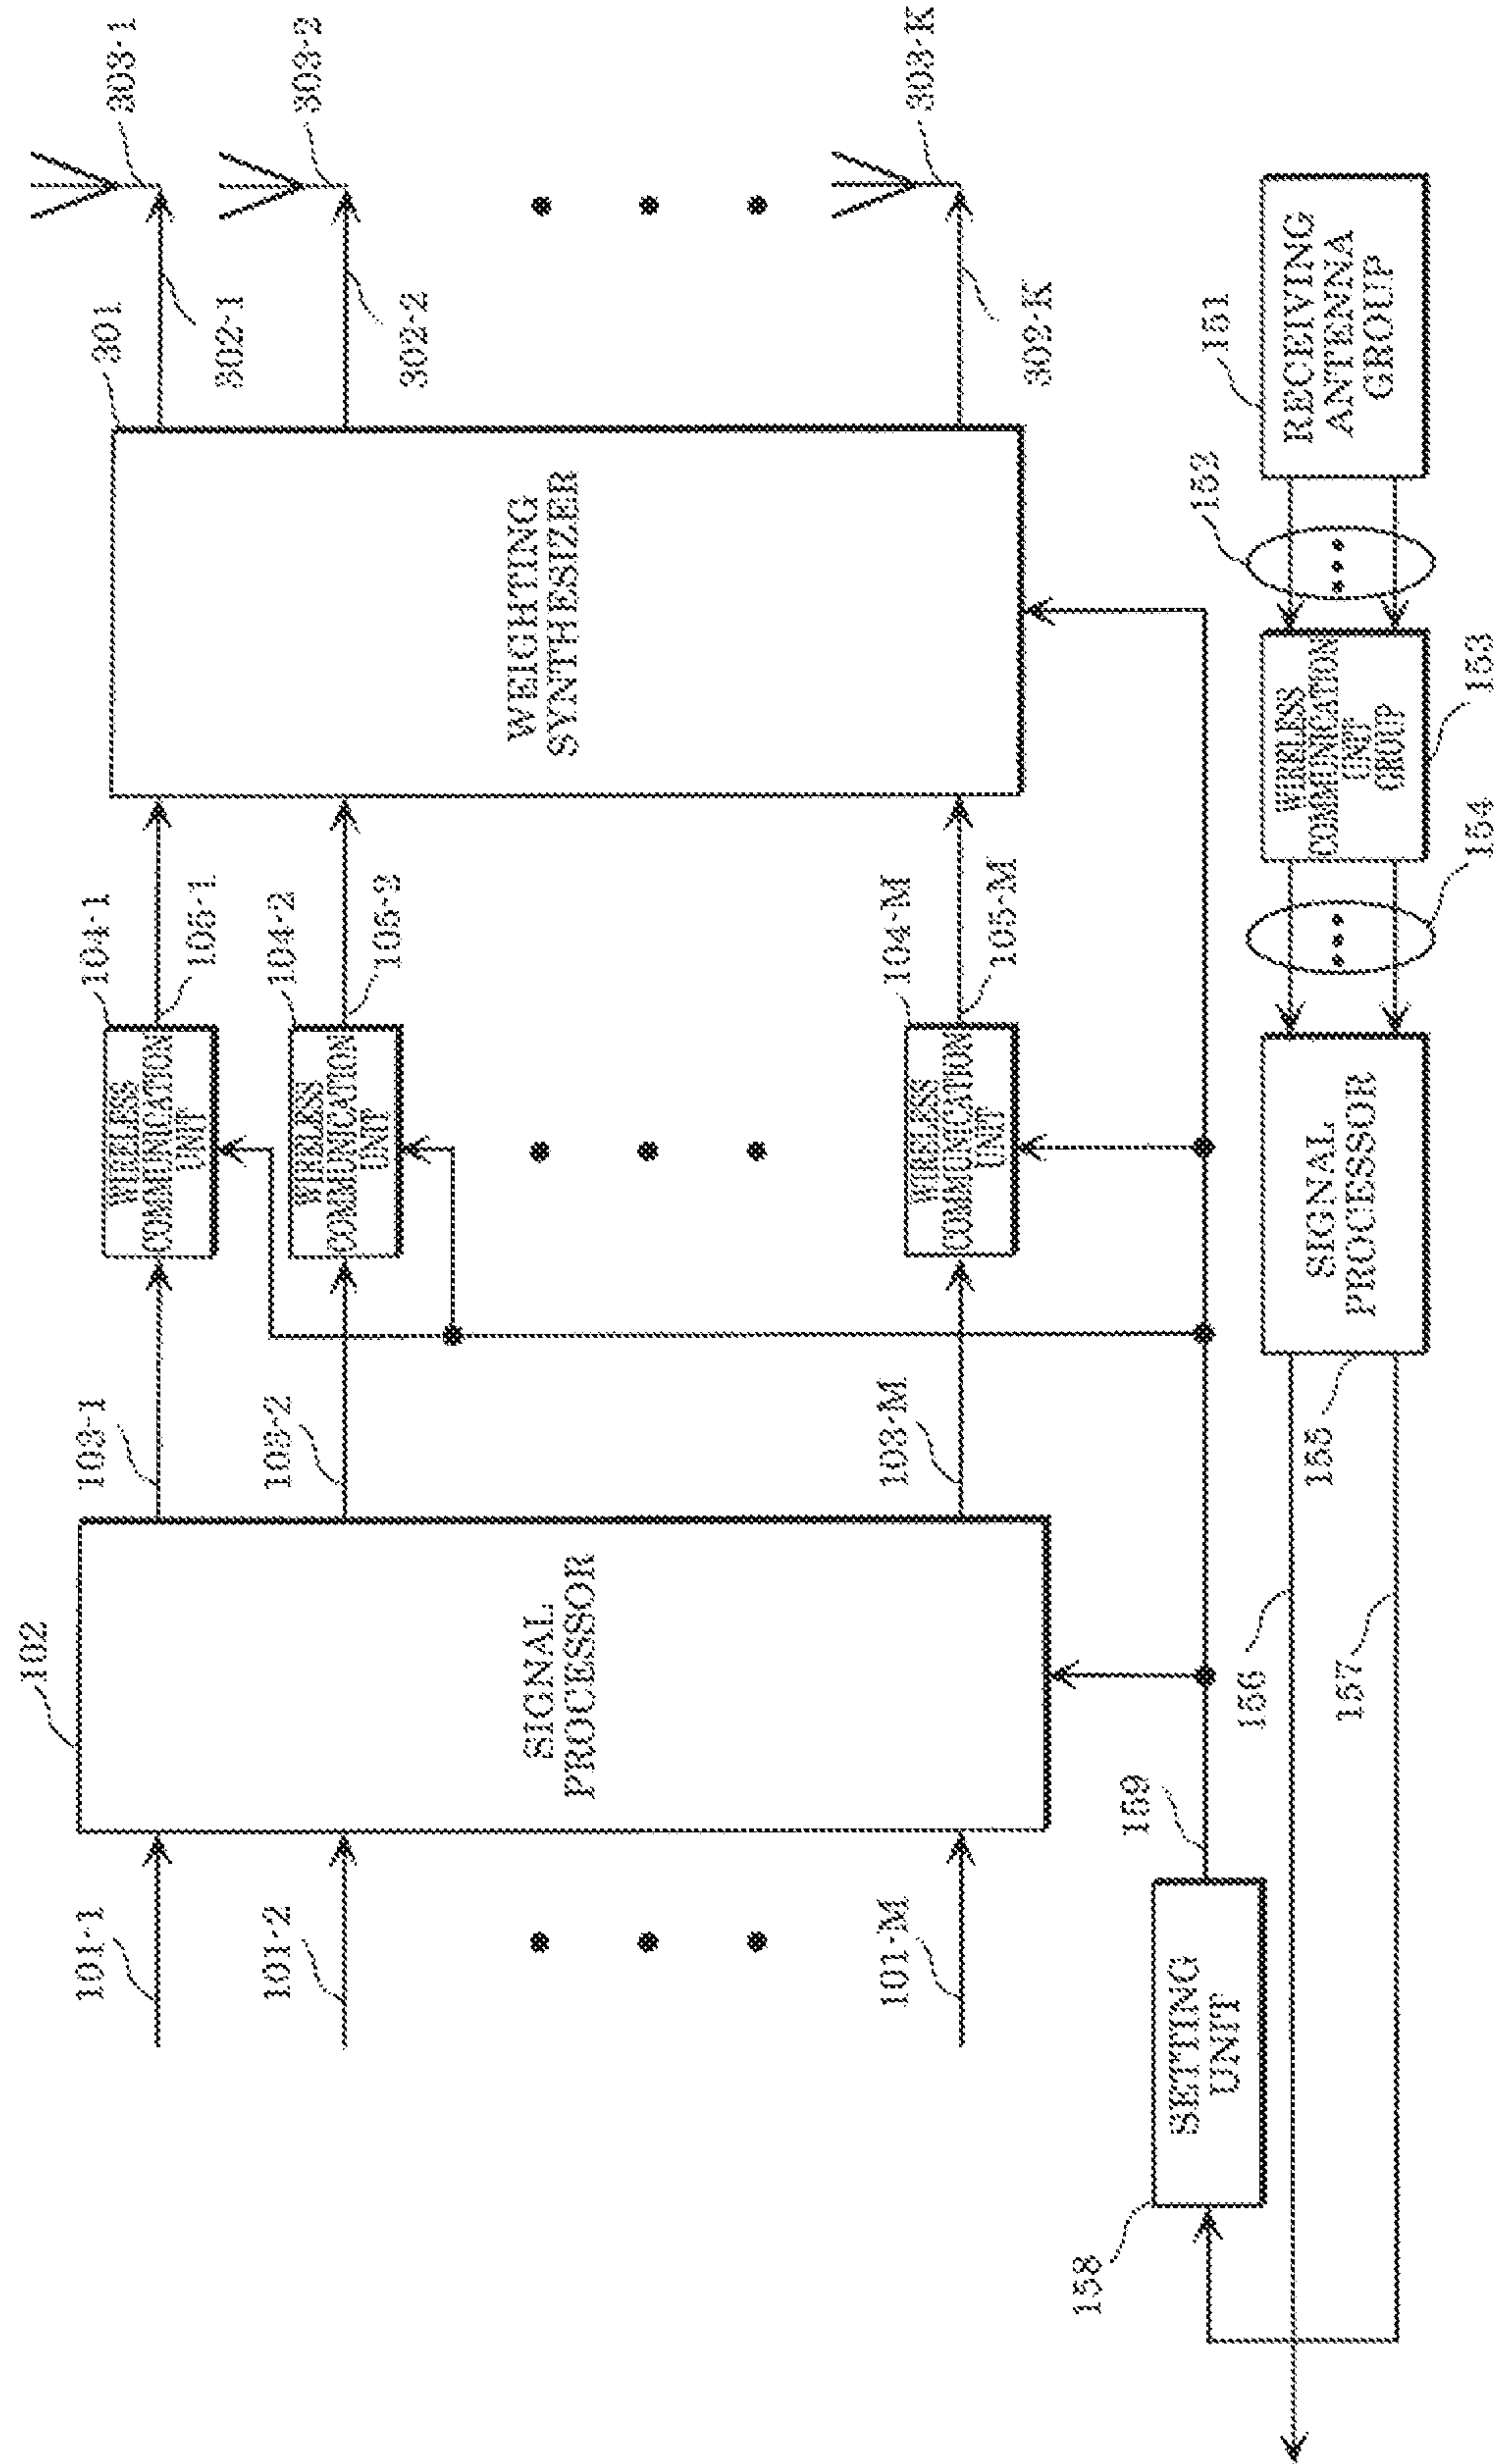 102
101-1
101-2
101-M
SIGNAL
PROCESSOR
103-1
103-2
103-M
104-1
WIRELESS
COMMUNICATION
UNIT
105-1
104-2
WIRELESS
COMMUNICATION
UNIT
105-2
104-M
WIRELESS
COMMUNICATION
UNIT
105-M
301
WEIGHTING
SYNTHESIZER
302-1
302-2
302-K
303-1
303-2
303-K
158
SETTING
UNIT
159
156
157
155
SIGNAL
PROCESSOR
154
WIRELESS
COMMUNICATION
UNIT
GROUP
153
152
151
RECEIVING
ANTENNA
GROUP